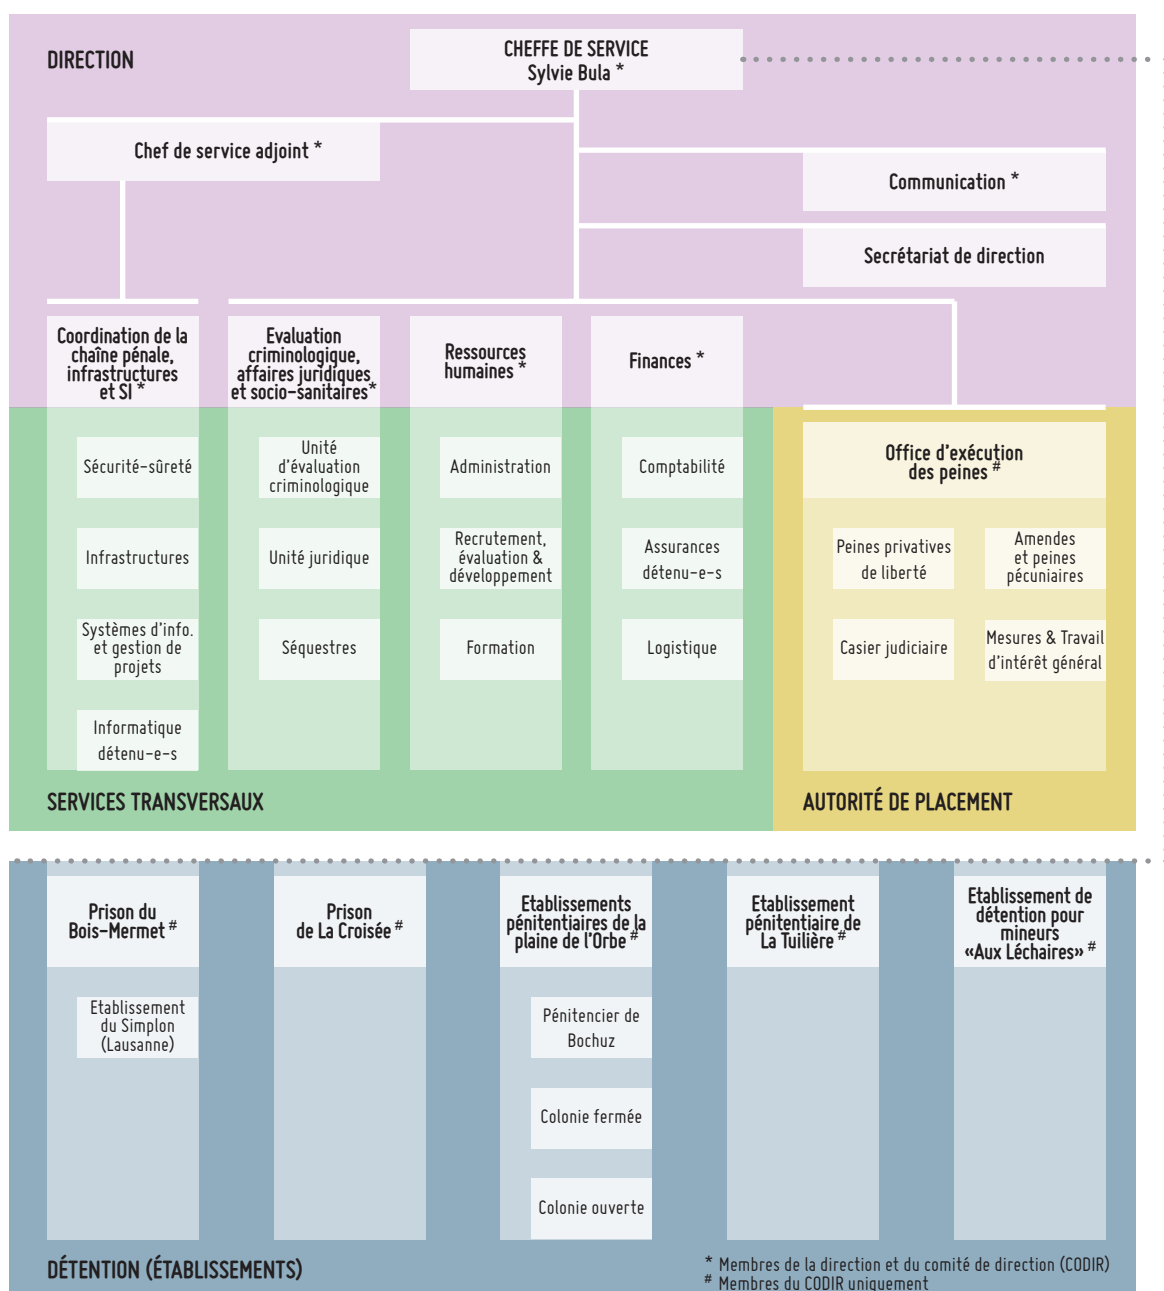 DIRECTION
CHEFFE DE SERVICE
Sylvie Bula *
Chef de service adjoint *
Communication *
Secrétariat de direction
Coordination de la
chaîne pénale,
infrastructures
et SI *
Evaluation
criminologique,
affaires juridiques
et socio-sanitaires*
Ressources
humaines *
Finances *
Sécurité-sûreté
Infrastructures
Systèmes d'info.
et gestion de
projets
Informatique
détenu-e-s
Unité
d'évaluation
criminologique
Unité juridique
Séquestres
Administration
Recrutement,
évaluation &
développement
Formation
Comptabilité
Assurances
détenu-e-s
Logistique
SERVICES TRANSVERSAUX
Office d'exécution
des peines #
Peines privatives
de liberté
Amendes
et peines
pécuniaires
Casier judiciaire
Mesures & Travail
d'intérêt général
AUTORITÉ DE PLACEMENT
Prison du
Bois-Mermet #
Etablissement
du Simplon
(Lausanne)
Prison
de La Croisée #
Etablissements
pénitentiaires de la
plaine de l'Orbe #
Pénitencier de
Bochuz
Colonie fermée
Colonie ouverte
Etablissement
pénitentiaire de
La Tuilière #
Etablissement de
détention pour
mineurs
«Aux Léchaires» #
DÉTENTION (ÉTABLISSEMENTS)
* Membres de la direction et du comité de direction (CODIR)
# Membres du CODIR uniquement